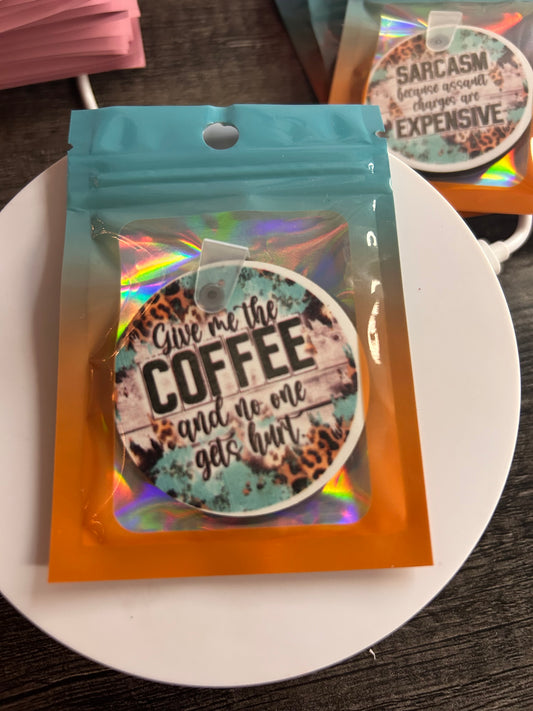 Give me the
COFFEE
and no one
gets hurt.
SARCASM
because assault
charges are
EXPENSIVE